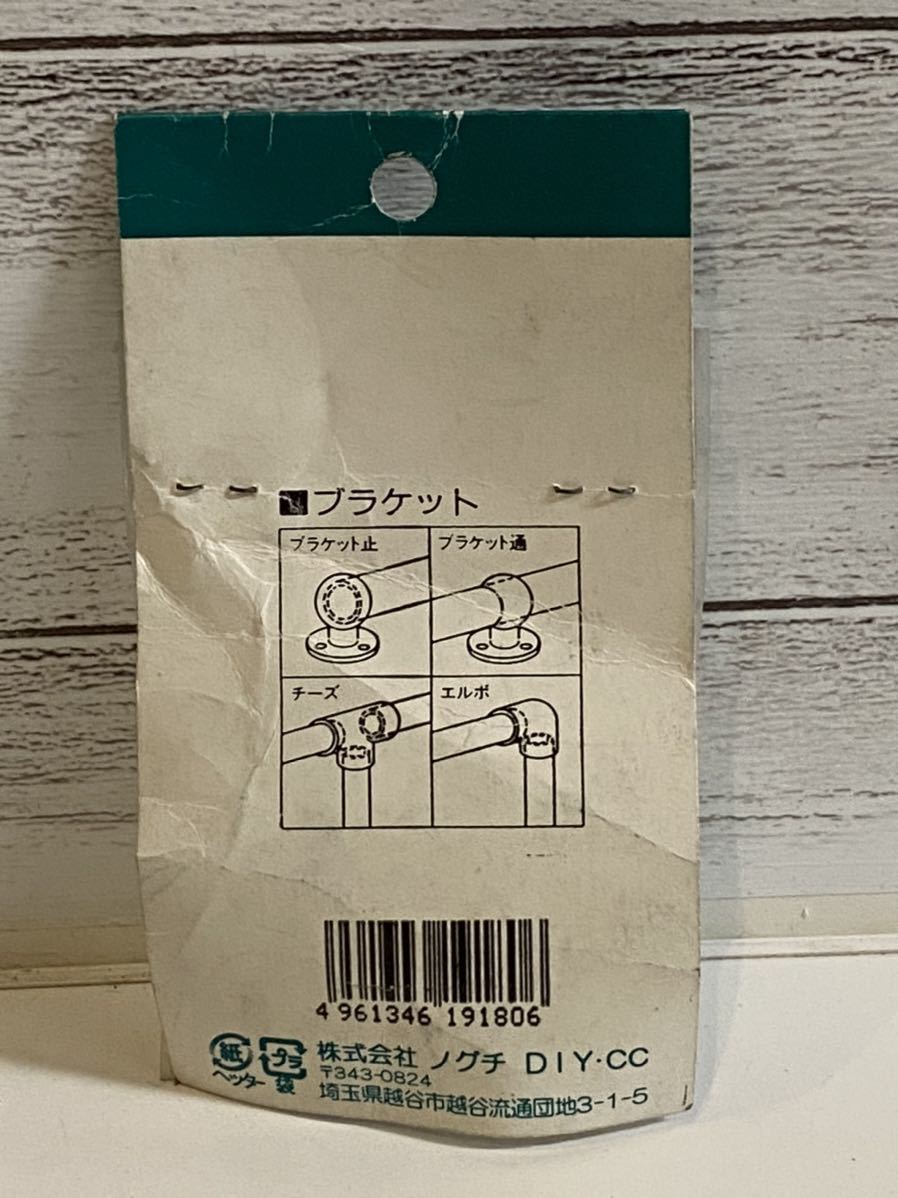 ■ブラケット
ブラケット止
ブラケット通
チーズ
エルボ
4 961346 191806
紙
ヘッダー
プラ
袋
株式会社 ノグチ DIY・CC
〒343-0824
埼玉県越谷市越谷流通団地3-1-5